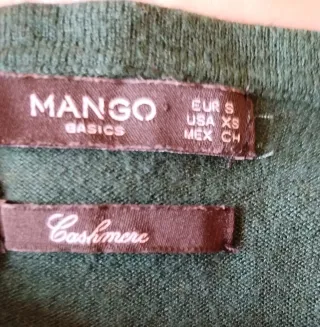 MANGO
BASICS
EUR S
USA XS
MEX CH
Cashmere